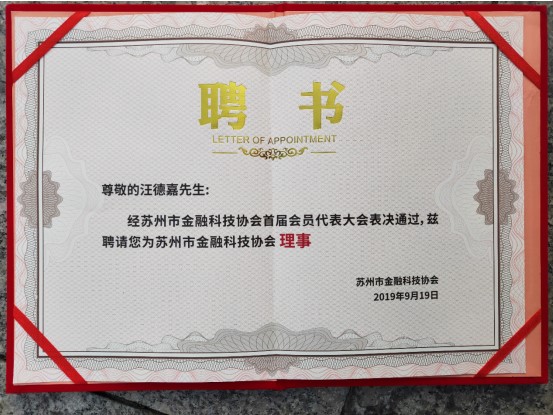 聘 书
LETTER OF APPOINTMENT
尊敬的汪德嘉先生:
经苏州市金融科技协会首届会员代表大会表决通过,兹
聘请您为苏州市金融科技协会 理事
苏州市金融科技协会
2019年9月19日